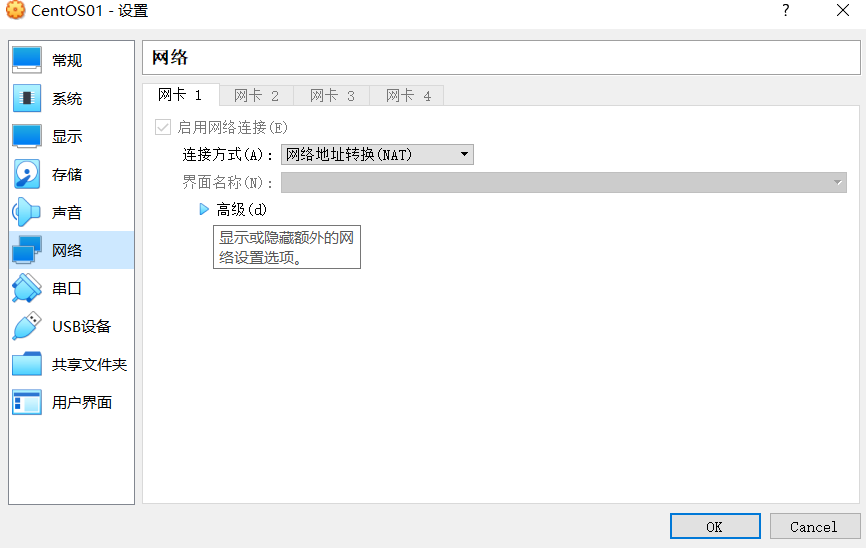 CentOS01 - 设置
?
常规
系统
显示
存储
声音
网络
串口
USB设备
共享文件夹
用户界面
网络
网卡 1
网卡 2
网卡 3
网卡 4
启用网络连接(E)
连接方式(A): 网络地址转换(NAT)
界面名称(N):
高级(d)
显示或隐藏额外的网
络设置选项。
OK
Cancel